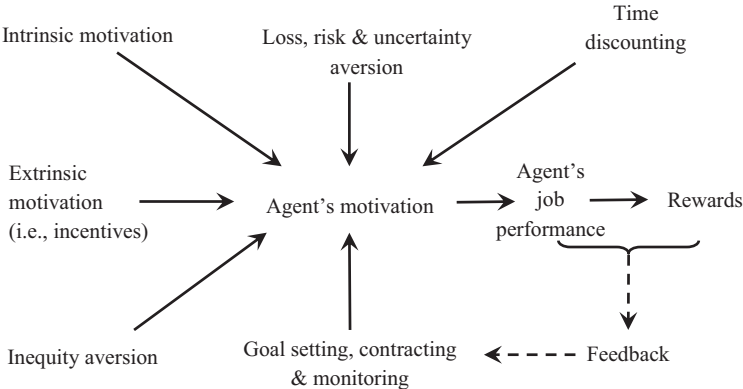 Intrinsic motivation
Loss, risk & uncertainty
aversion
Time
discounting
Extrinsic
motivation
(i.e., incentives)
Agent’s motivation
Agent’s
job
performance
Rewards
Inequity aversion
Goal setting, contracting
& monitoring
Feedback